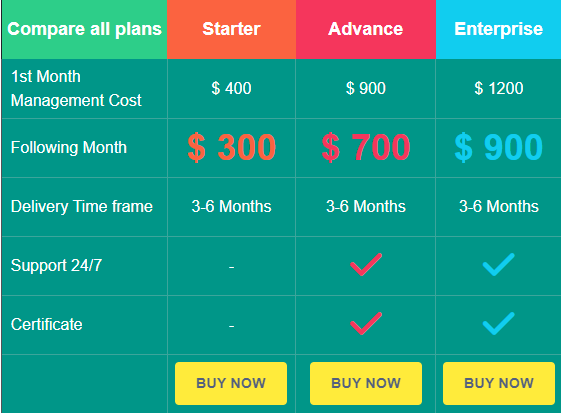 Compare all plans Starter Advance Enterprise
1st Month
Management Cost $ 400 $ 900 $ 1200
Following Month $ 300 $ 700 $ 900
Delivery Time frame 3-6 Months 3-6 Months 3-6 Months
Support 24/7 -
Certificate -
BUY NOW BUY NOW BUY NOW